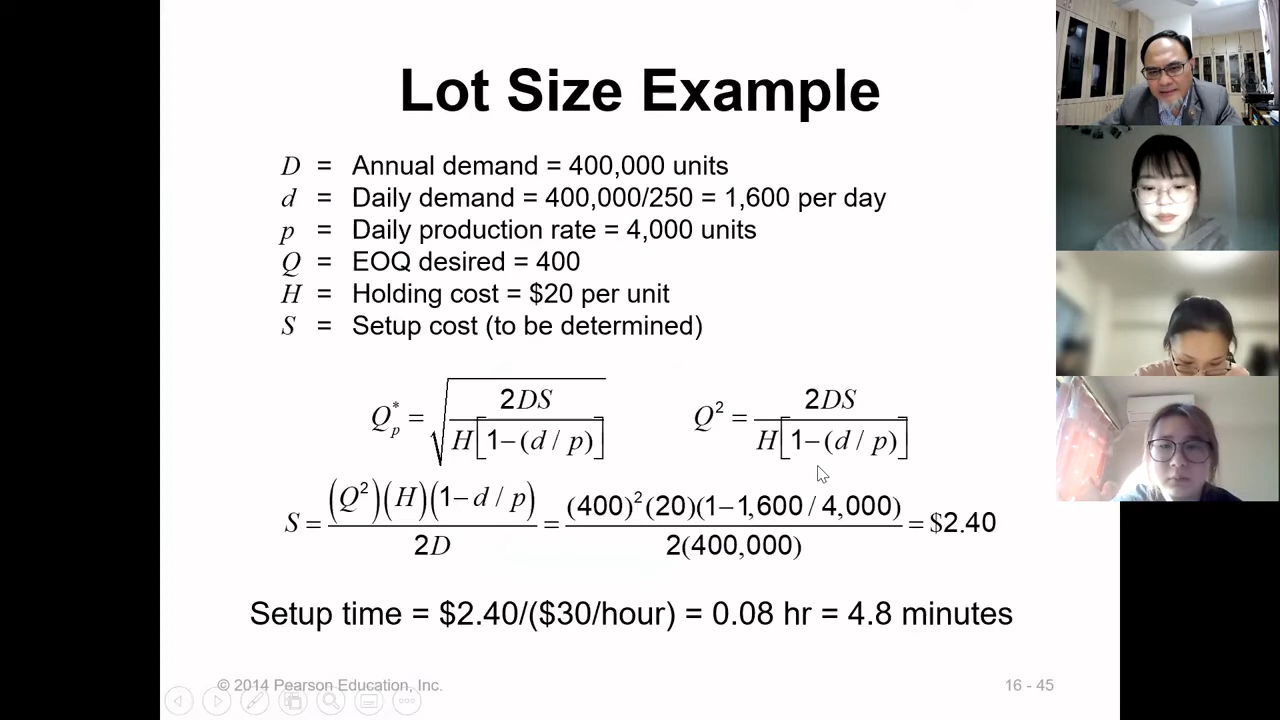 Lot Size Example
D = Annual demand = 400,000 units
d = Daily demand = 400,000/250 = 1,600 per day
p = Daily production rate = 4,000 units
Q = EOQ desired = 400
H = Holding cost = $20 per unit
S = Setup cost (to be determined)
Q*p = √(2DS / H[1−(d / p)])
Q² = 2DS / H[1−(d / p)]
S = (Q²)(H)(1−d / p) / 2D = (400)²(20)(1−1,600 / 4,000) / 2(400,000) = $2.40
Setup time = $2.40/($30/hour) = 0.08 hr = 4.8 minutes
© 2014 Pearson Education, Inc.
16 - 45